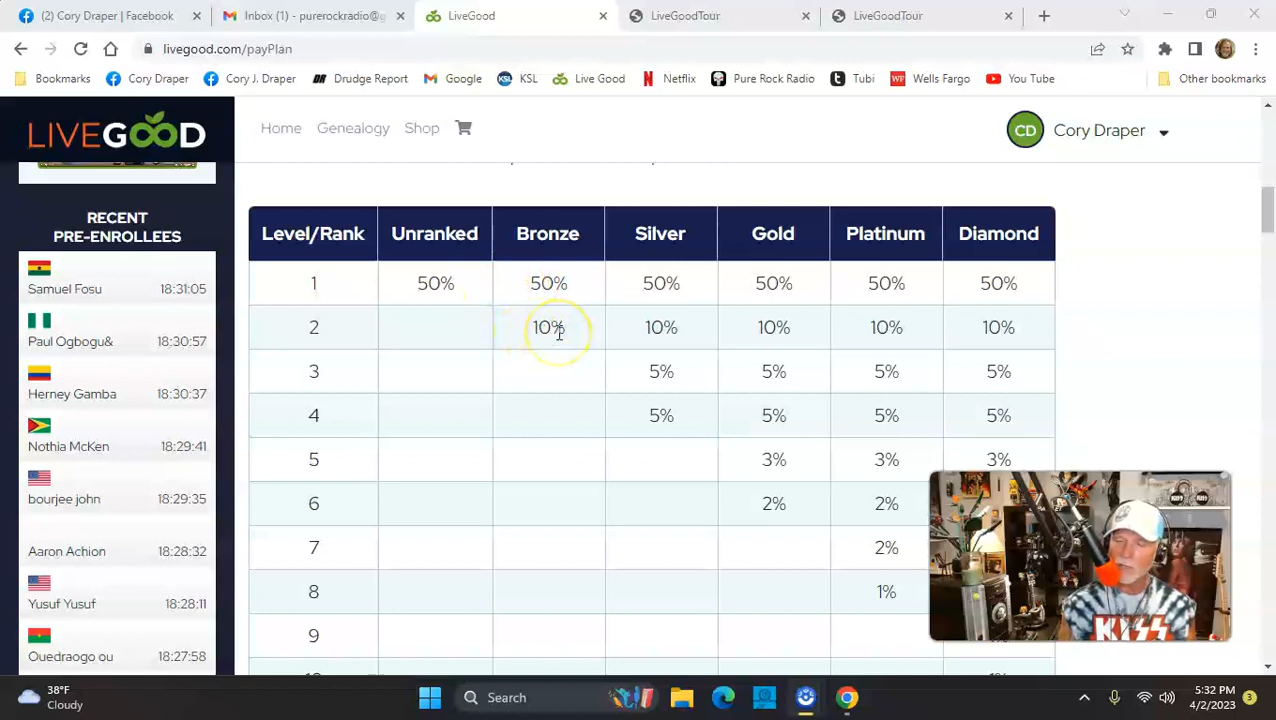 (2) Cory Draper | Facebook
Inbox (1) - purerockradio@g
LiveGood
LiveGoodTour
LiveGoodTour
livegood.com/payPlan
Bookmarks
Cory Draper
Cory J. Draper
DR Drudge Report
Google
KSL KSL
Live Good
Netflix
Pure Rock Radio
t Tubi
WF Wells Fargo
You Tube
Other bookmarks
LIVEGOOD
Home Genealogy Shop
CD Cory Draper
RECENT
PRE-ENROLLEES
Samuel Fosu 18:31:05
Paul Ogbogu& 18:30:57
Herney Gamba 18:30:37
Nothia McKen 18:29:41
bourjee john 18:29:35
Aaron Achion 18:28:32
Yusuf Yusuf 18:28:11
Ouedraogo ou 18:27:58
Level/Rank Unranked Bronze Silver Gold Platinum Diamond
1 50% 50% 50% 50% 50% 50%
2 10% 10% 10% 10% 10%
3 5% 5% 5% 5%
4 5% 5% 5% 5%
5 3% 3% 3%
6 2% 2%
7 2%
8 1%
9
KISS
38°F
Cloudy
Search
5:32 PM
4/2/2023
3